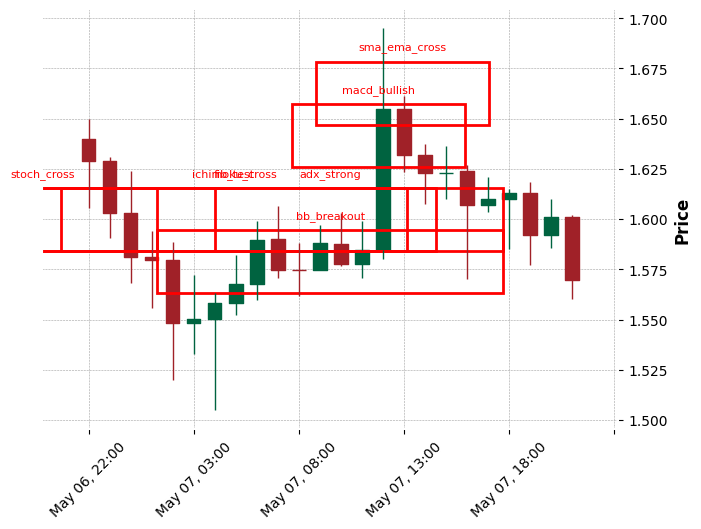 1.700
sma_ema_cross
1.675
macd_bullish
1.650
stoch_cross
adx_strong
1.625
bb_breakout
1.600
Price
1.575
1.550
1.525
1.500
May 06, 22:00
May 07, 03:00
May 07, 08:00
May 07, 13:00
May 07, 18:00